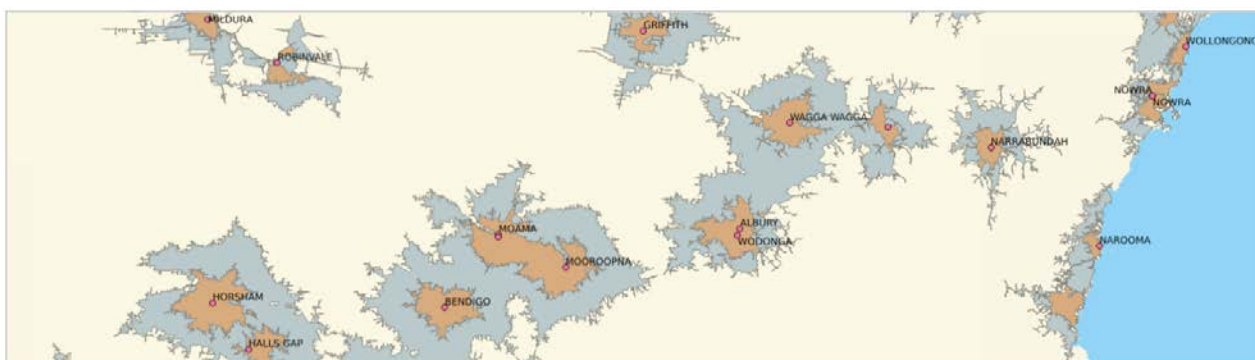 MILDURA
GRIFFITH
ROBINVALE
WOLLONGONG
NOWRA
NOWRA
WAGGA WAGGA
NARRABUNDAH
MOAMA
ALBURY
WODONGA
NAROOMA
MOOROOPNA
HORSHAM
BENDIGO
HALLS GAP